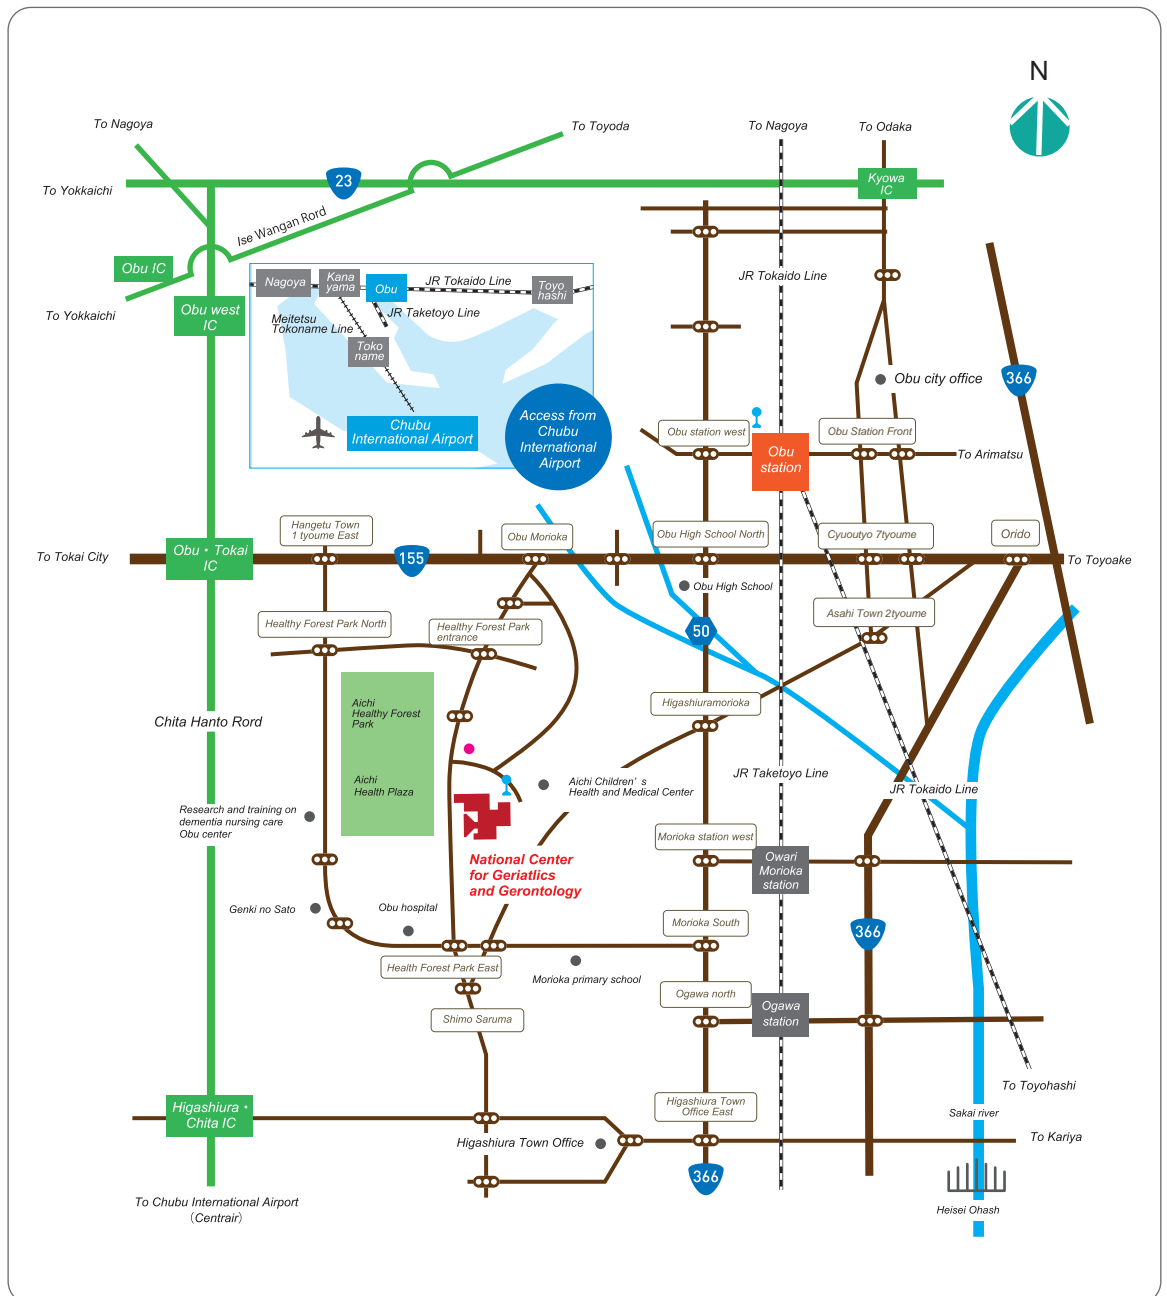 N
To Nagoya
To Toyoda
To Nagoya
To Odaka
To Yokkaichi
23
Kyowa
IC
Ise Wangan Rord
Obu IC
To Yokkaichi
Obu west
IC
Nagoya
Kana
yama
Obu
JR Tokaido Line
Toyo
hashi
JR Taketoyo Line
Meitetsu
Tokoname Line
Toko
name
Chubu
International Airport
Access from
Chubu
International
Airport
JR Tokaido Line
366
Obu city office
Obu station west
Obu
station
Obu Station Front
To Arimatsu
Hangetu Town
1 tyoume East
Obu Morioka
Obu High School North
Cyuoutyo 7tyoume
Orido
To Tokai City
Obu・Tokai
IC
155
To Toyoake
Obu High School
Healthy Forest Park North
Healthy Forest Park
entrance
50
Asahi Town 2tyoume
Aichi
Healthy Forest
Park
Higashiuramorioka
Chita Hanto Rord
Aichi
Health Plaza
Aichi Children’s
Health and Medical Center
JR Taketoyo Line
JR Tokaido Line
Research and training on
dementia nursing care
Obu center
Morioka station west
National Center
for Geriatlics
and Gerontology
Owari
Morioka
station
Genki no Sato
Obu hospital
Morioka South
366
Health Forest Park East
Morioka primary school
Ogawa north
Ogawa
station
Shimo Saruma
To Toyohashi
Higashiura・
Chita IC
Higashiura Town
Office East
Sakai river
Higashiura Town Office
To Kariya
366
To Chubu International Airport
（Centrair）
Heisei Ohash